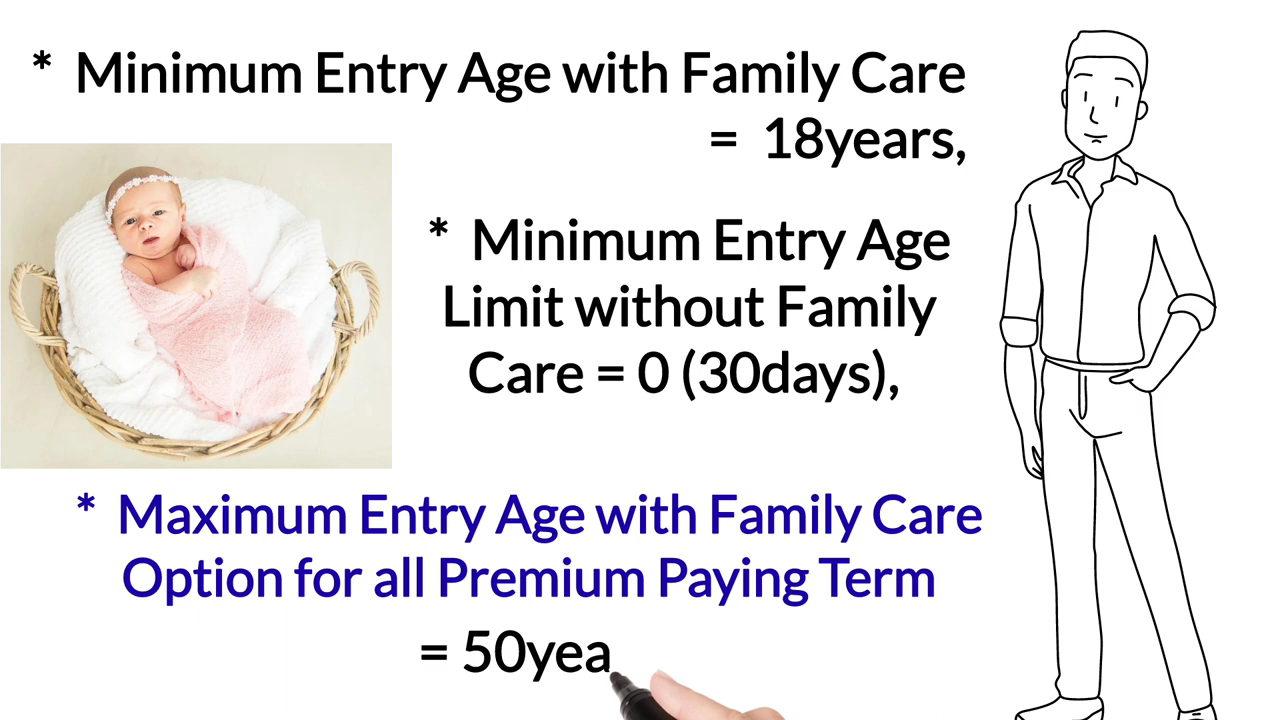 * Minimum Entry Age with Family Care
= 18years,
* Minimum Entry Age
Limit without Family
Care = 0 (30days),
* Maximum Entry Age with Family Care
Option for all Premium Paying Term
= 50yea